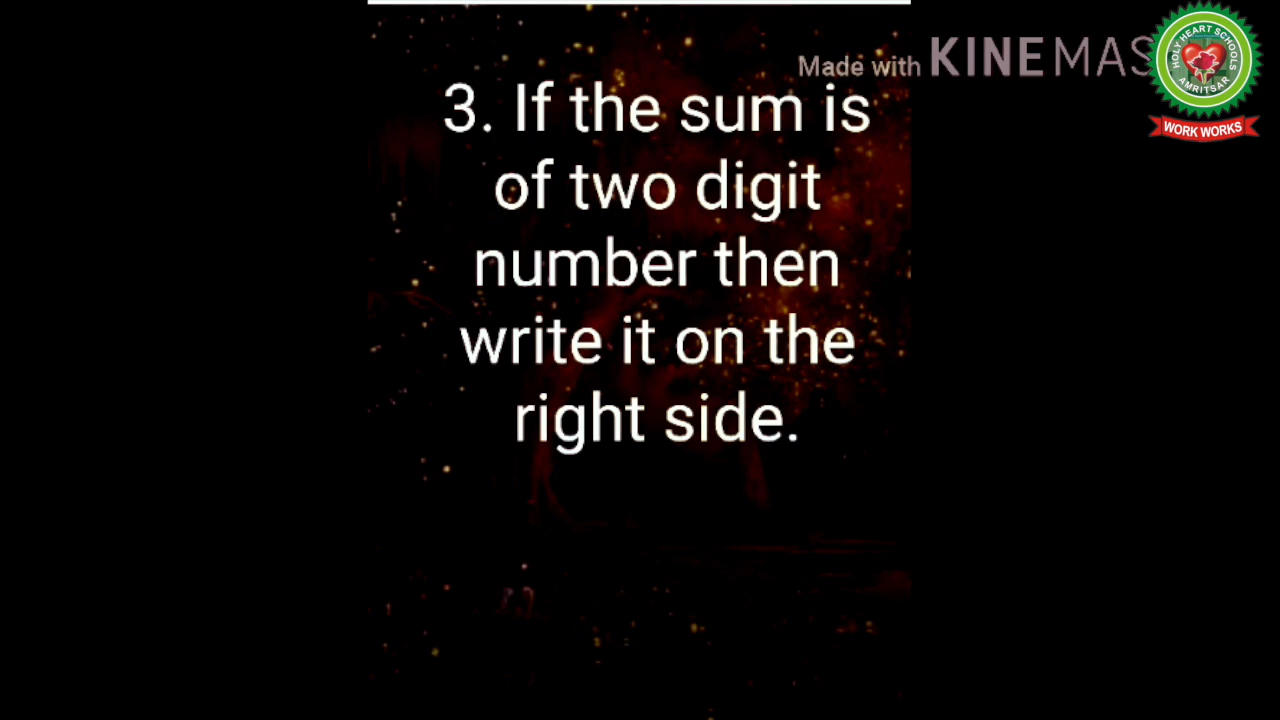 Made with KINEMAS
3. If the sum is
of two digit
number then
write it on the
right side.
HOLY HEART SCHOOLS
AMRITSAR
WORK WORKS